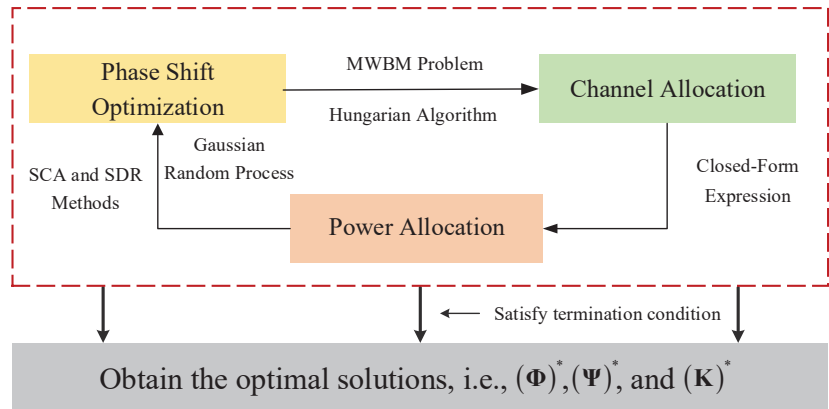 Phase Shift
Optimization
MWBM Problem
Hungarian Algorithm
Channel Allocation
SCA and SDR
Methods
Gaussian
Random Process
Closed-Form
Expression
Power Allocation
Satisfy termination condition
Obtain the optimal solutions, i.e., (Φ)*,(Ψ)*, and (K)*